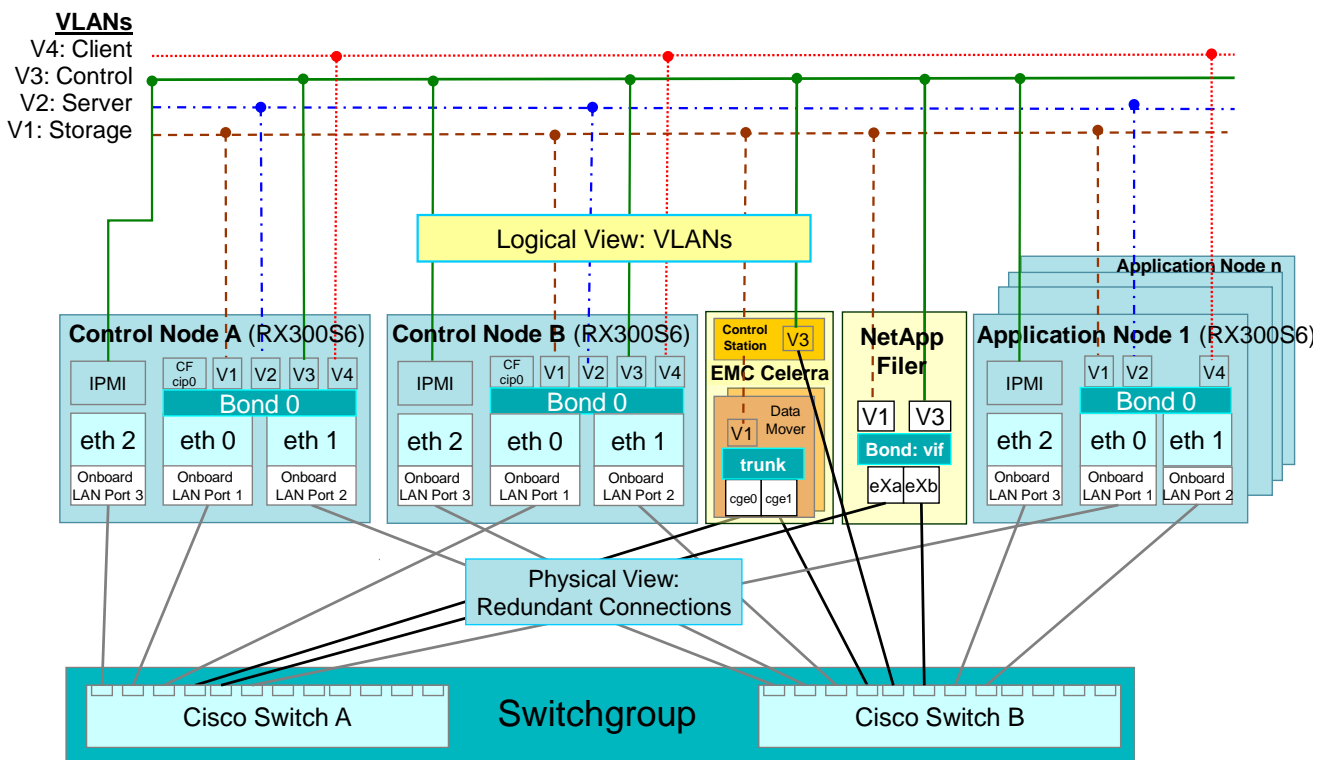 VLANs
V4: Client
V3: Control
V2: Server
V1: Storage
Logical View: VLANs
Control Node A (RX300S6)
IPMI
CF
cip0
V1
V2
V3
V4
Bond 0
eth 2
eth 0
eth 1
Onboard
LAN Port 3
Onboard
LAN Port 1
Onboard
LAN Port 2
Control Node B (RX300S6)
IPMI
CF
cip0
V1
V2
V3
V4
Bond 0
eth 2
eth 0
eth 1
Onboard
LAN Port 3
Onboard
LAN Port 1
Onboard
LAN Port 2
Control
Station
V3
EMC Celerra
Data
Mover
V1
trunk
cge0
cge1
NetApp
Filer
V1
V3
Bond: vif
eXa
eXb
Application Node n
Application Node 1 (RX300S6)
IPMI
V1
V2
V4
Bond 0
eth 2
eth 0
eth 1
Onboard
LAN Port 3
Onboard
LAN Port 1
Onboard
LAN Port 2
Physical View:
Redundant Connections
Cisco Switch A
Switchgroup
Cisco Switch B